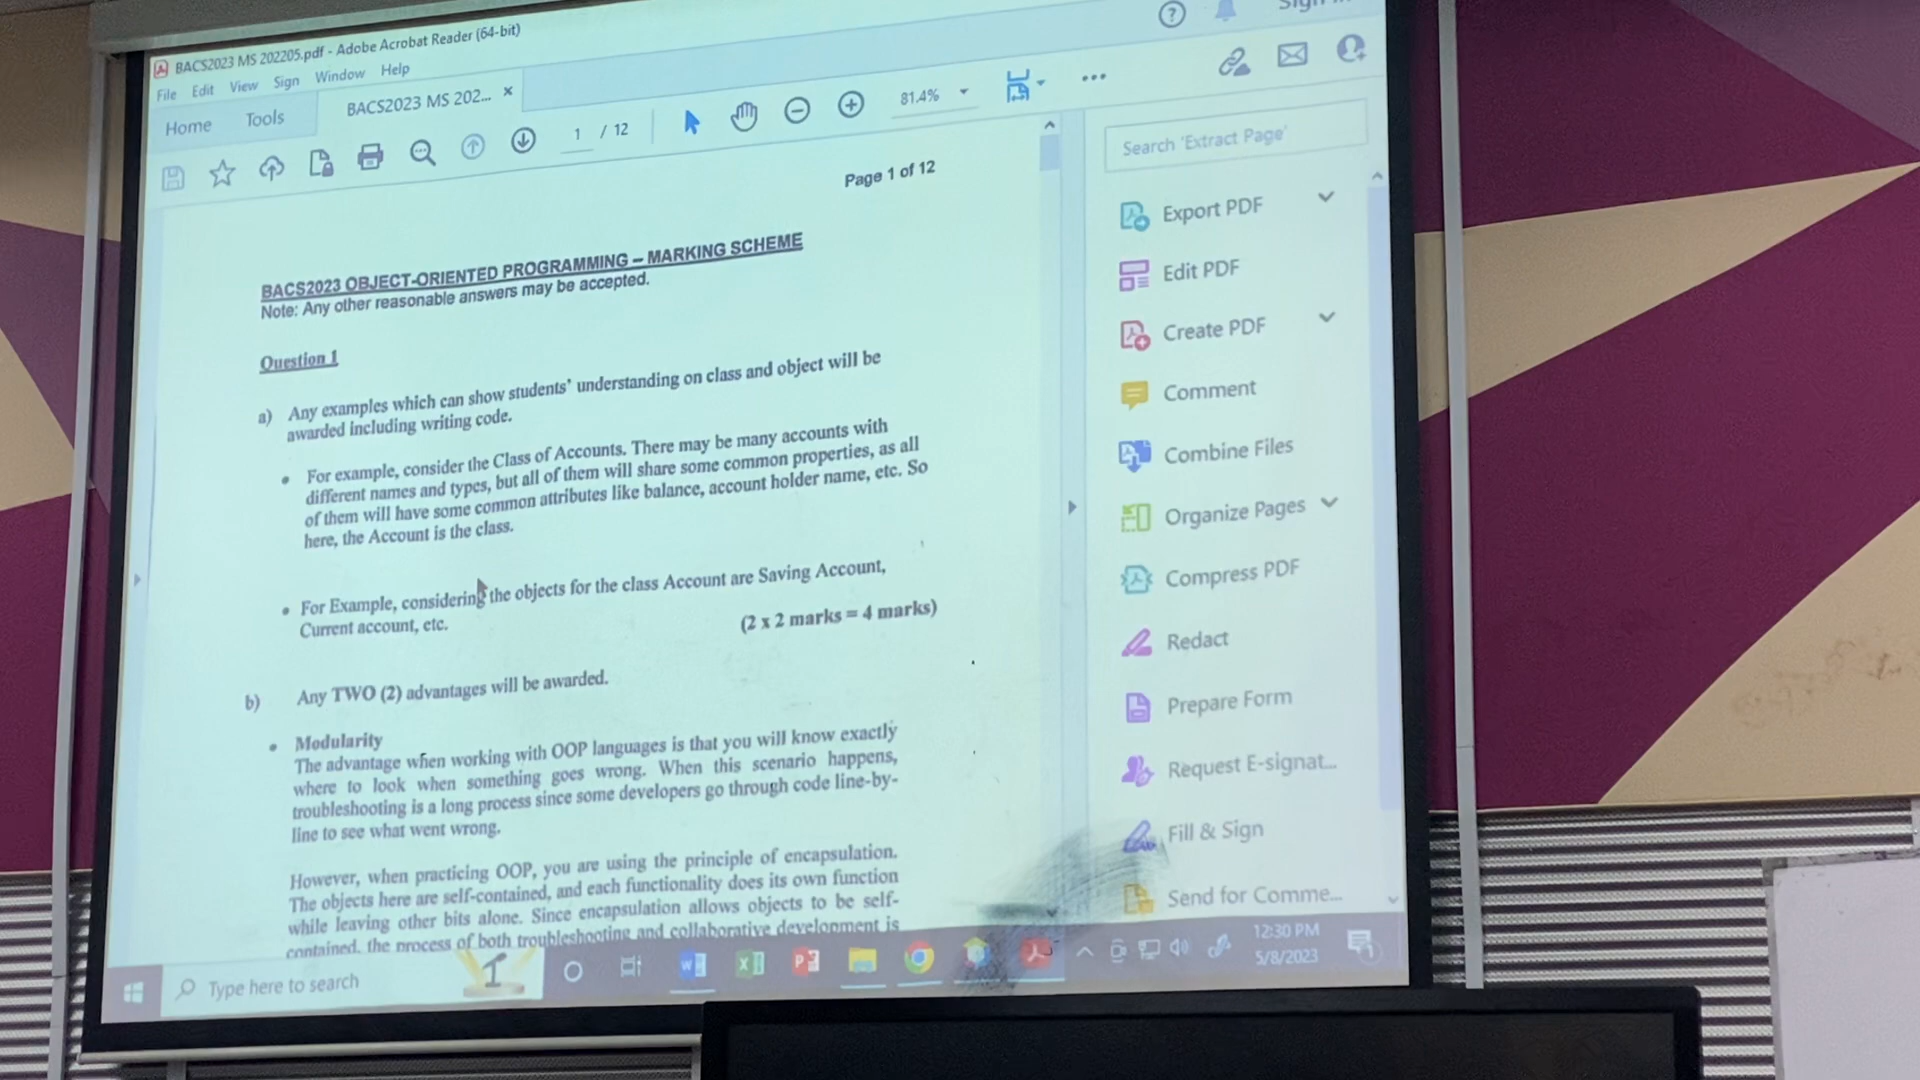 BACS2023 MS 202205.pdf - Adobe Acrobat Reader (64-bit)
File Edit View Sign Window Help
Home Tools BACS2023 MS 202... ×
1 / 12 81.4%
Page 1 of 12
BACS2023 OBJECT-ORIENTED PROGRAMMING – MARKING SCHEME
Note: Any other reasonable answers may be accepted.
Question 1
a) Any examples which can show students' understanding on class and object will be
awarded including writing code.
• For example, consider the Class of Accounts. There may be many accounts with
different names and types, but all of them will share some common properties, as all
of them will have some common attributes like balance, account holder name, etc. So
here, the Account is the class.
• For Example, considering the objects for the class Account are Saving Account,
Current account, etc.
(2 x 2 marks = 4 marks)
b) Any TWO (2) advantages will be awarded.
• Modularity
The advantage when working with OOP languages is that you will know exactly
where to look when something goes wrong. When this scenario happens,
troubleshooting is a long process since some developers go through code line-by-
line to see what went wrong.
However, when practicing OOP, you are using the principle of encapsulation.
The objects here are self-contained, and each functionality does its own function
while leaving other bits alone. Since encapsulation allows objects to be self-
contained, the process of both troubleshooting and collaborative development is
Search 'Extract Page'
Export PDF
Edit PDF
Create PDF
Comment
Combine Files
Organize Pages
Compress PDF
Redact
Prepare Form
Request E-signat...
Fill & Sign
Send for Comme...
Type here to search
12:30 PM
5/8/2023